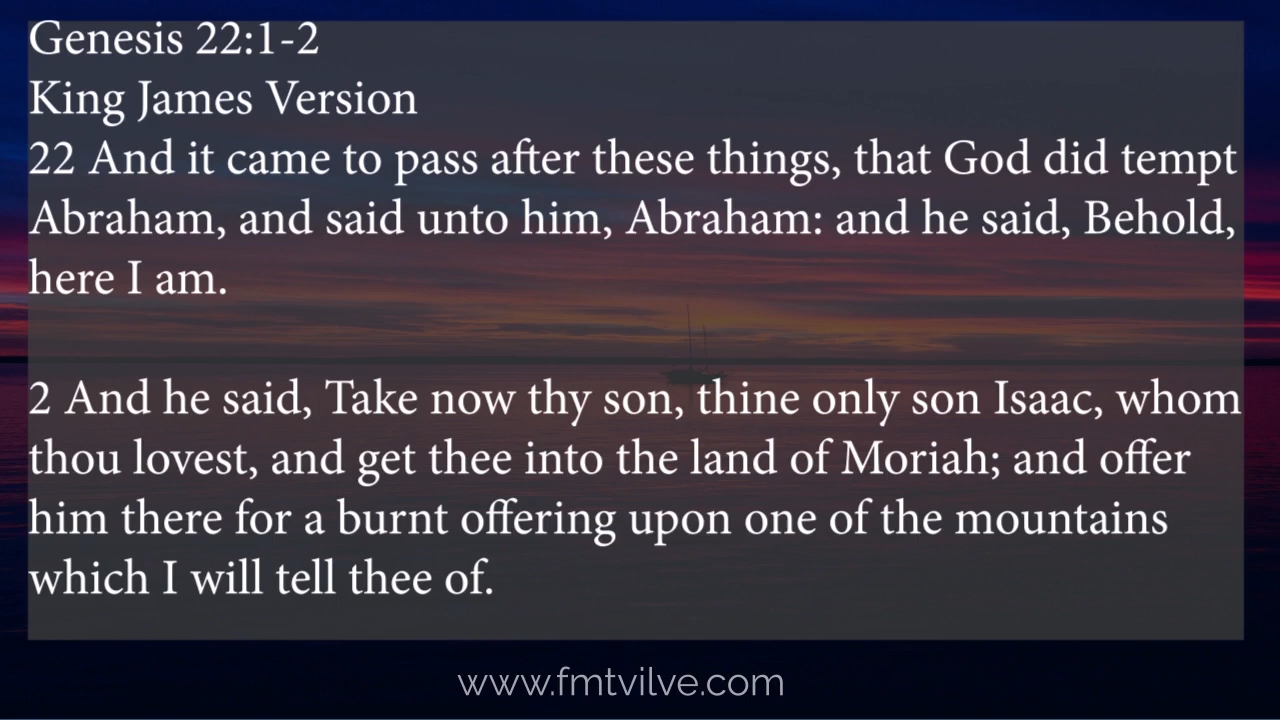 Genesis 22:1-2
King James Version
22 And it came to pass after these things, that God did tempt
Abraham, and said unto him, Abraham: and he said, Behold,
here I am.
2 And he said, Take now thy son, thine only son Isaac, whom
thou lovest, and get thee into the land of Moriah; and offer
him there for a burnt offering upon one of the mountains
which I will tell thee of.
www.fmtvilve.com